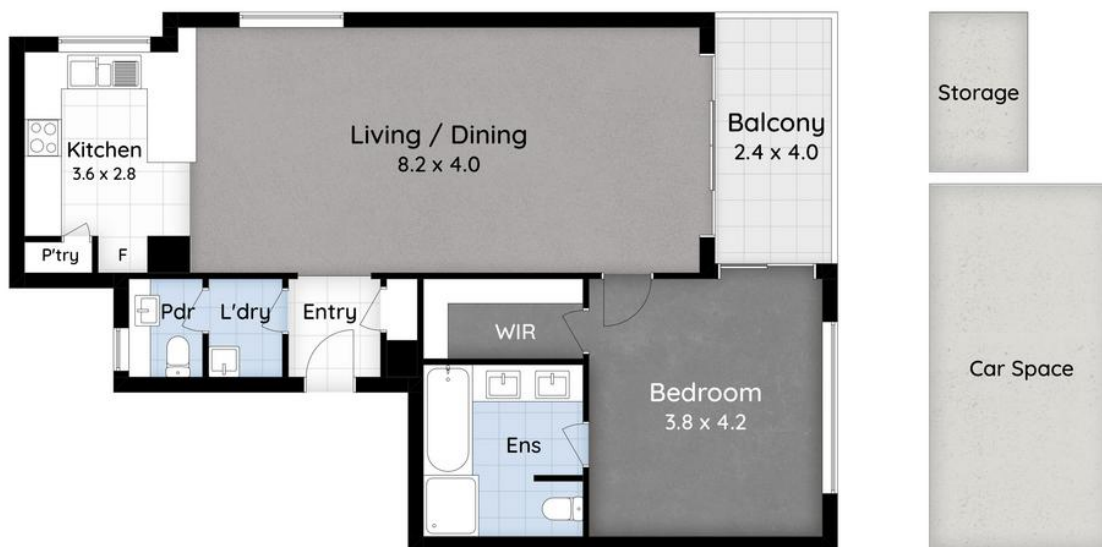 Kitchen
3.6 x 2.8
Living / Dining
8.2 x 4.0
Balcony
2.4 x 4.0
Storage
P'try
F
Pdr
L'dry
Entry
WIR
Bedroom
3.8 x 4.2
Ens
Car Space